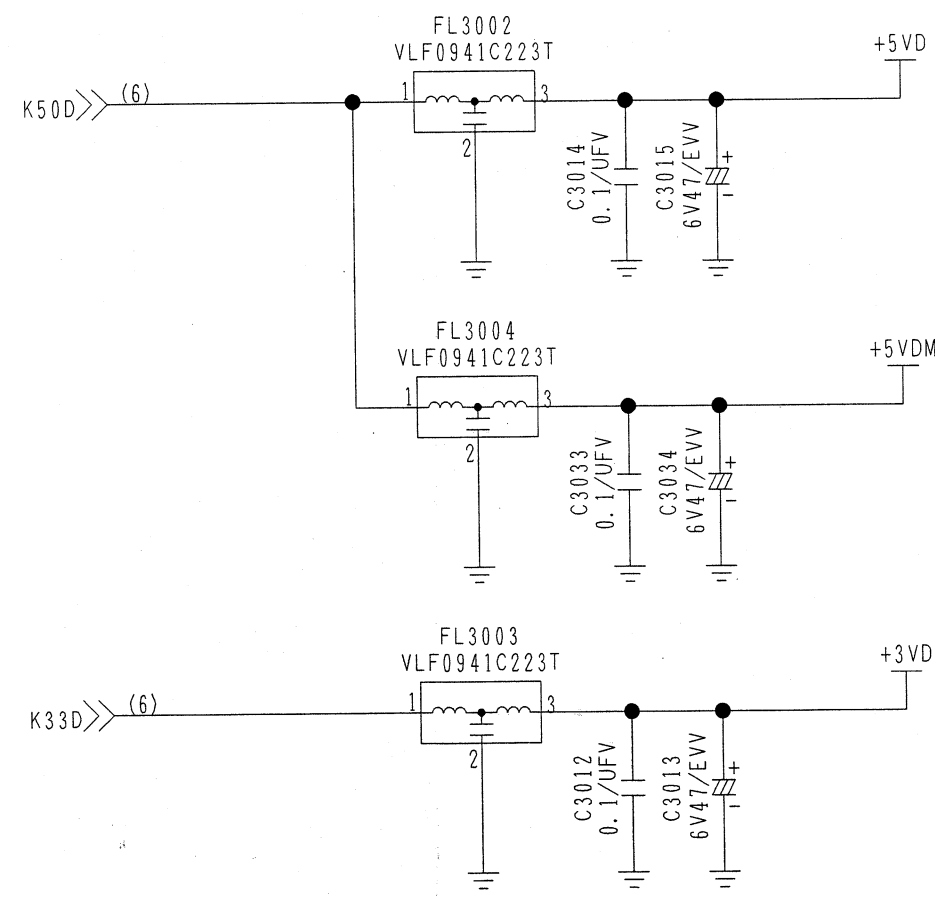 FL3002
VLF0941C223T
+5VD
K50D
(6)
1
3
2
C3014
0.1/UFV
C3015
6V47/EVV
+
-
FL3004
VLF0941C223T
+5VDM
1
3
2
C3033
0.1/UFV
C3034
6V47/EVV
+
-
FL3003
VLF0941C223T
+3VD
K33D
(6)
1
3
2
C3012
0.1/UFV
C3013
6V47/EVV
+
-